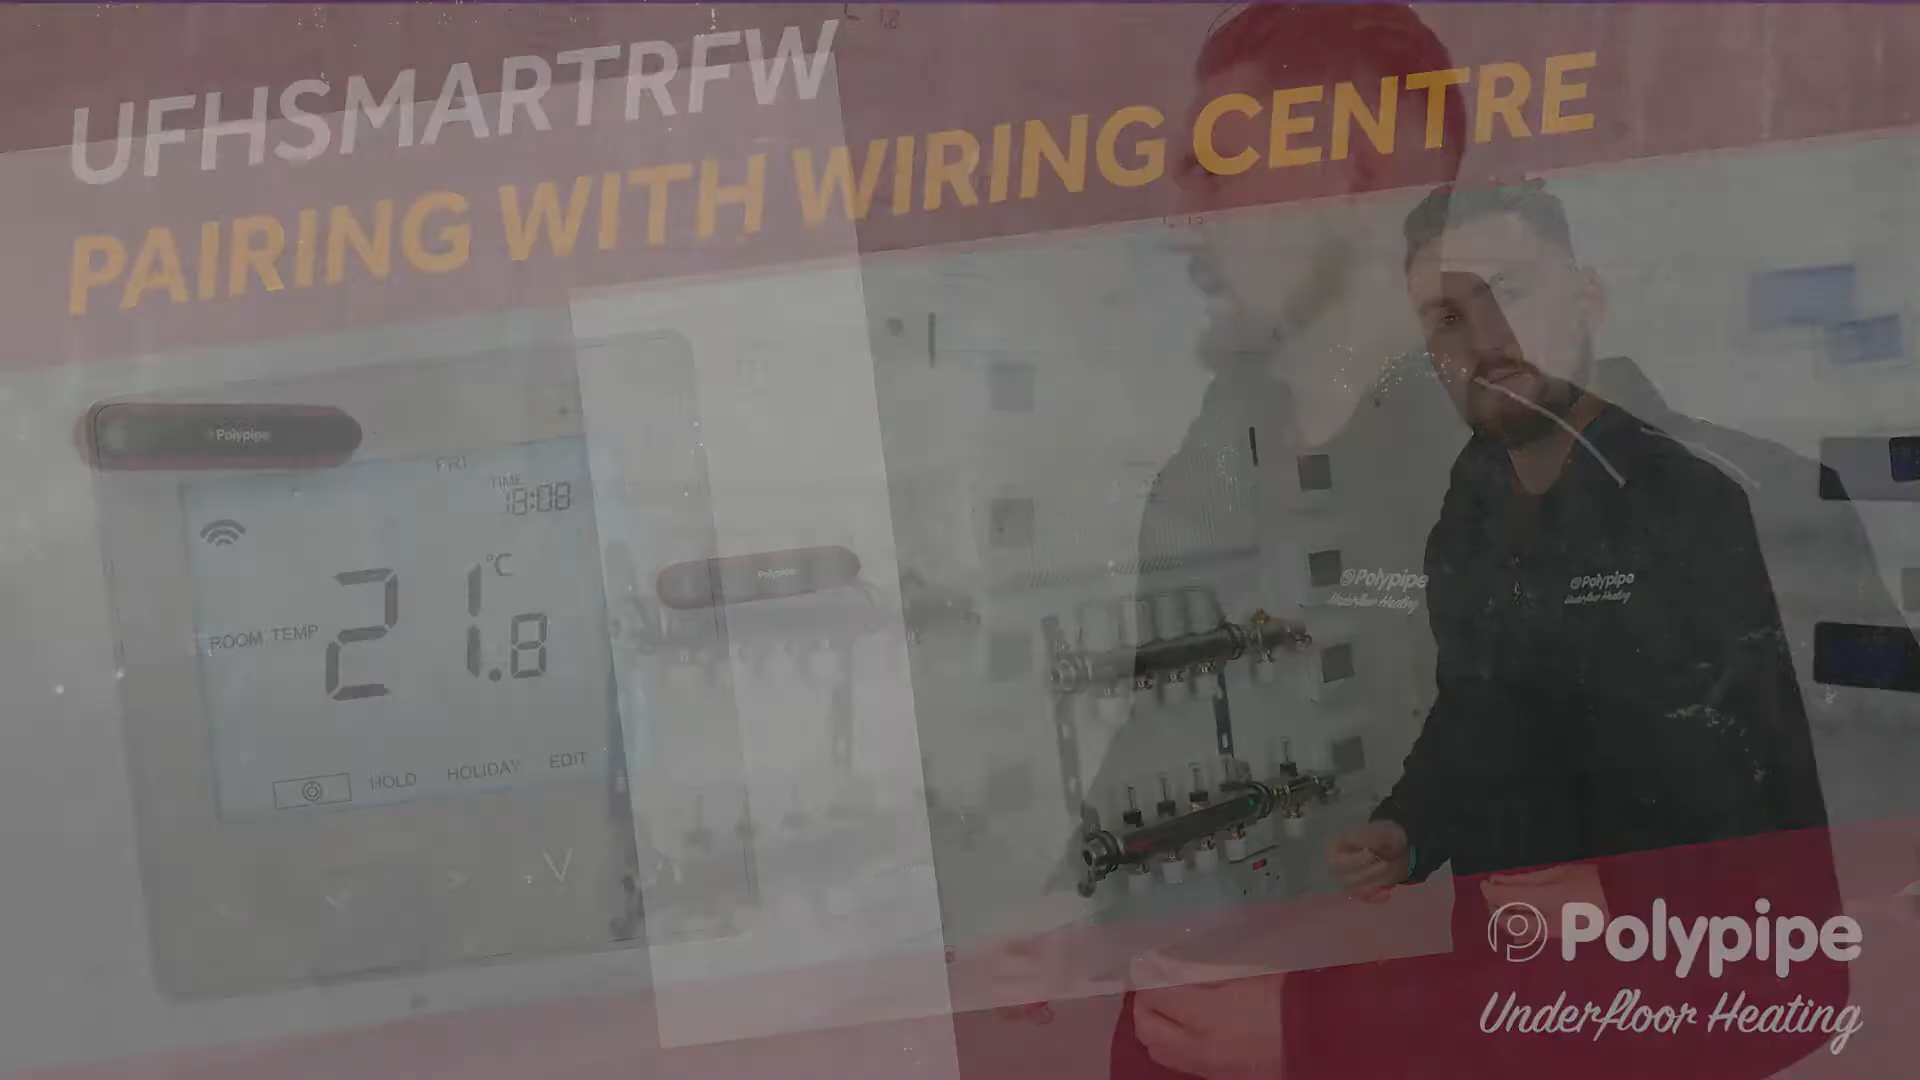 UFHSMARTRFW
PAIRING WITH WIRING CENTRE
Polypipe
FRI
TIME
18:08
°C
ROOM TEMP
21.8
HOLD HOLIDAY EDIT
Polypipe
Polypipe
Underfloor Heating
Polypipe
Underfloor Heating
Polypipe
Underfloor Heating